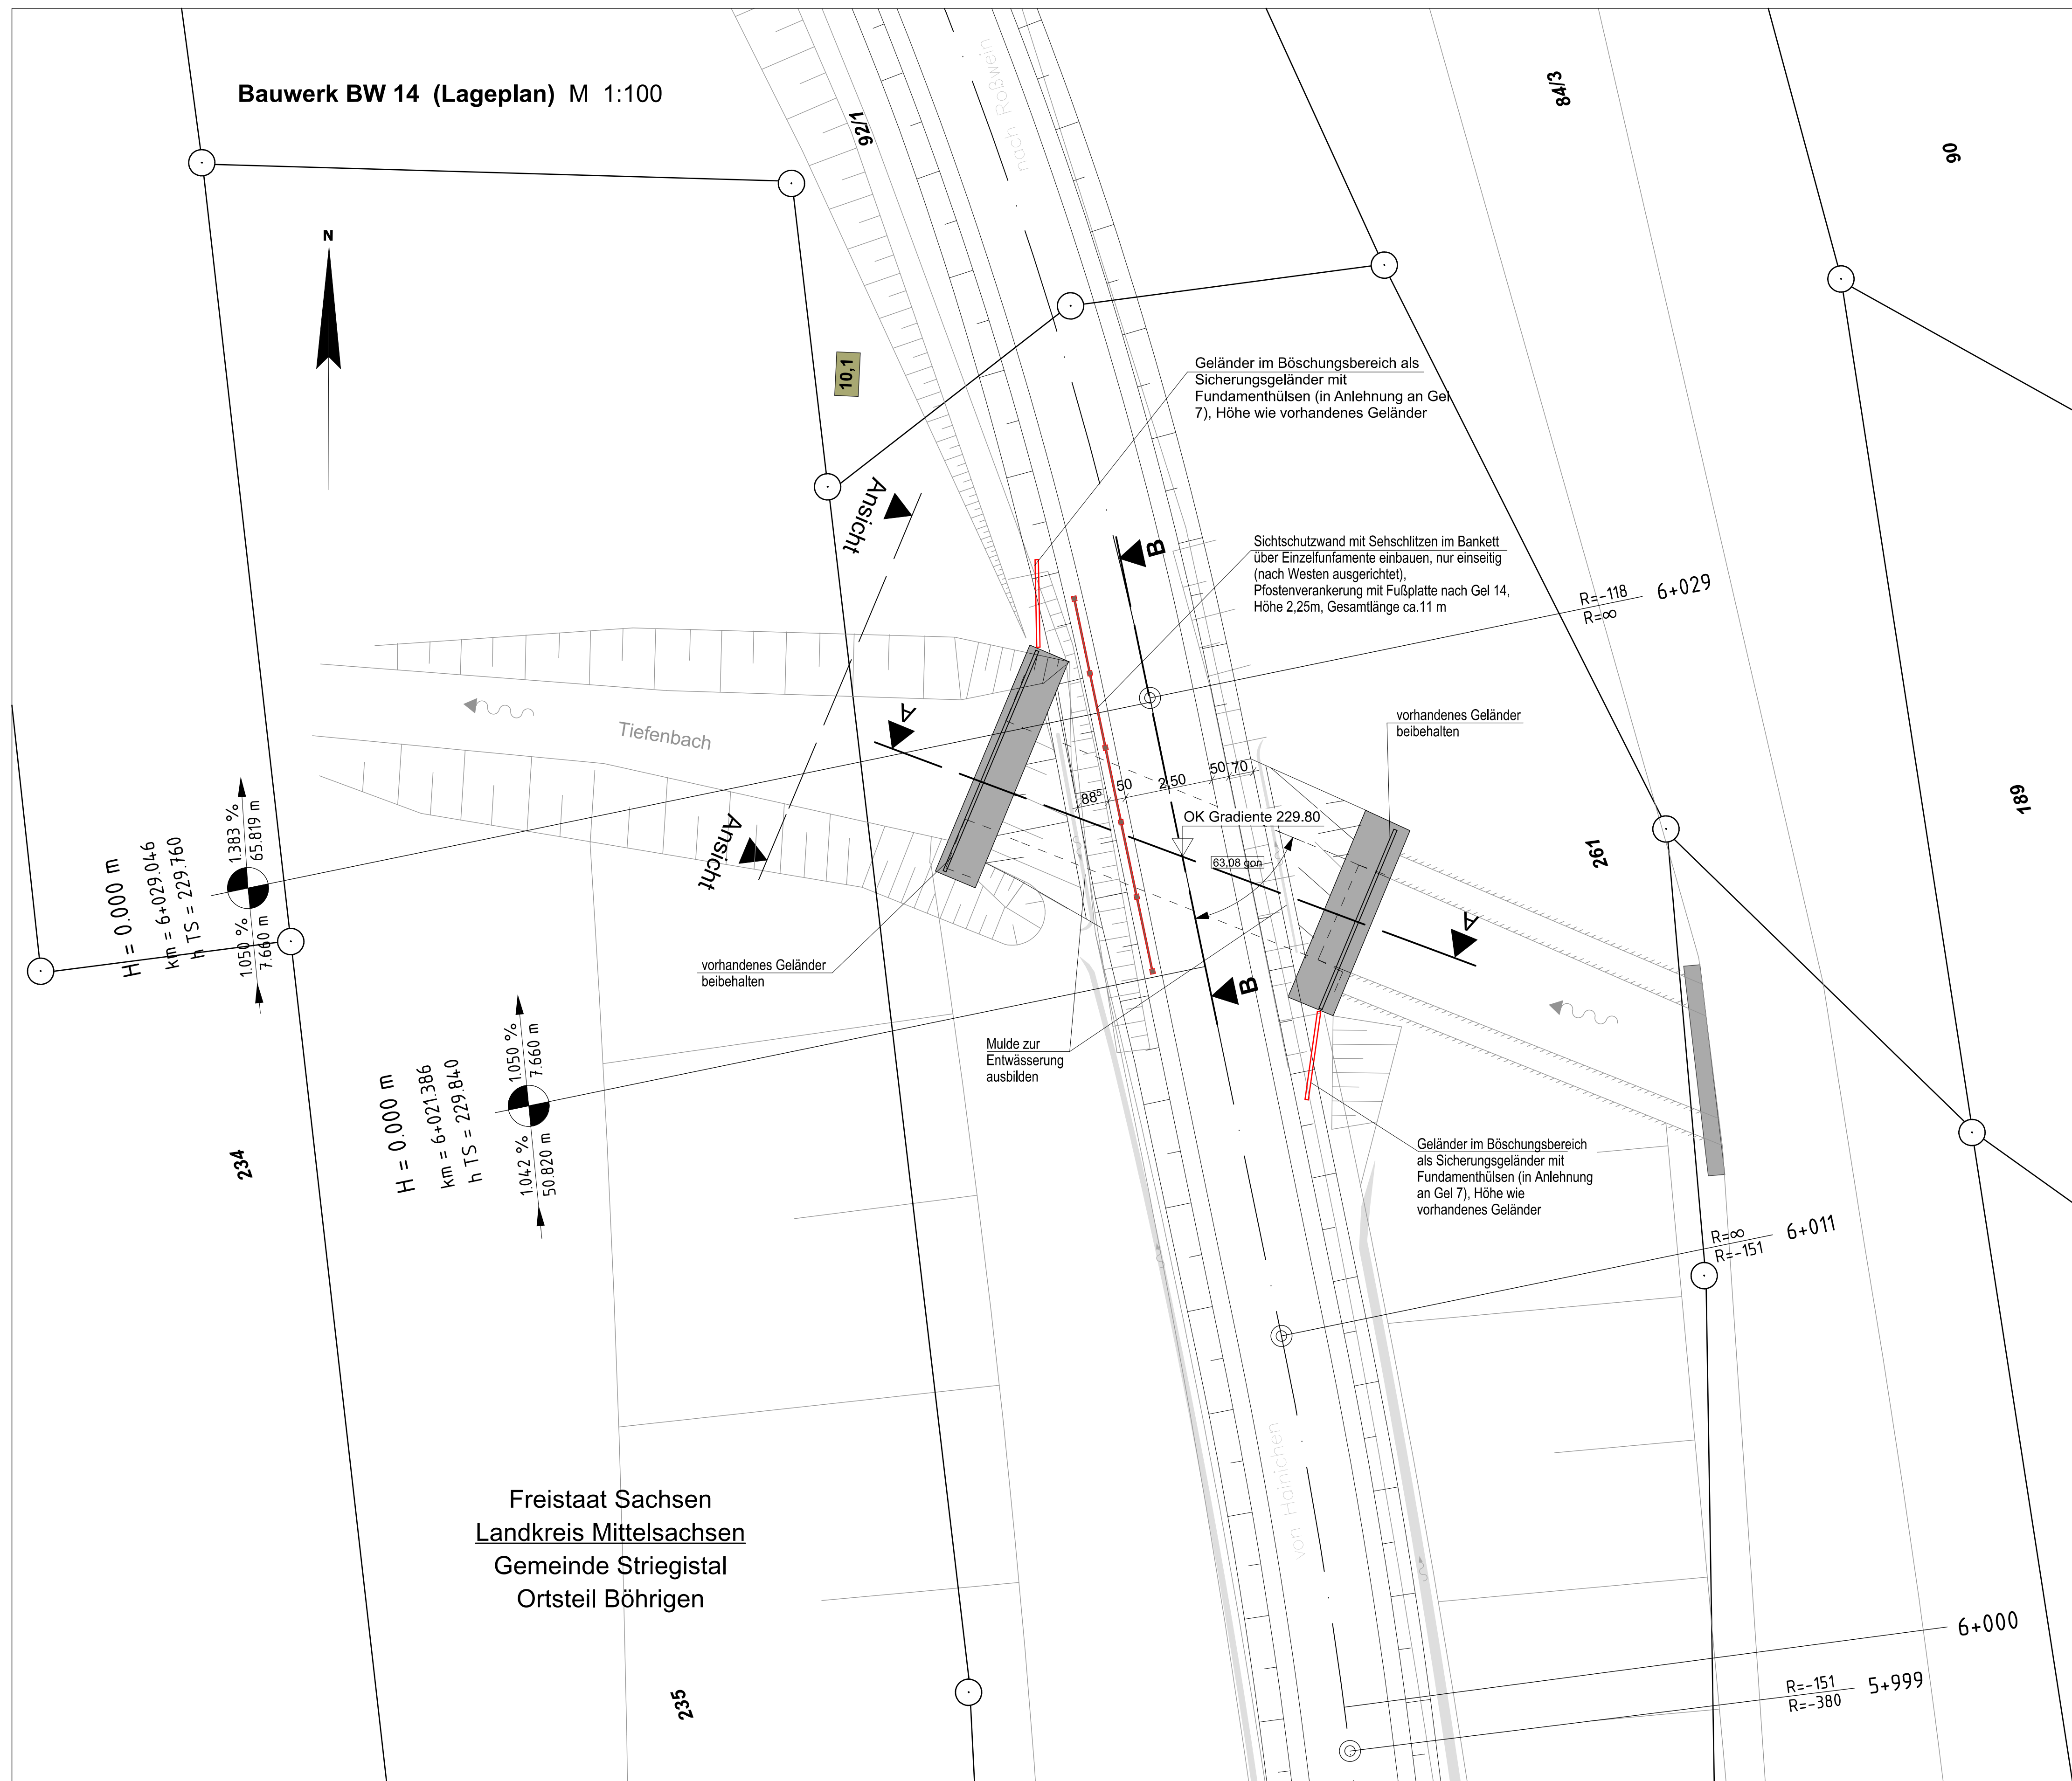 Bauwerk BW 14 (Lageplan) M 1:100
N
92/1
nach Roßwein
84/3
90
10,1
Geländer im Böschungsbereich als
Sicherungsgeländer mit
Fundamenthülsen (in Anlehnung an Gel
7), Höhe wie vorhandenes Geländer
Ansicht
B
Sichtschutzwand mit Sehschlitzen im Bankett
über Einzelfunfamente einbauen, nur einseitig
(nach Westen ausgerichtet),
Pfostenverankerung mit Fußplatte nach Gel 14,
Höhe 2,25m, Gesamtlänge ca.11 m
R=-118
R=∞
6+029
Tiefenbach
A
vorhandenes Geländer
beibehalten
88⁵
50
2,50
50
70
OK Gradiente 229.80
63,08 gon
Ansicht
A
B
261
189
H = 0.000 m
km = 6+029.046
h TS = 229.760
1.383 %
65.819 m
1.050 %
7.660 m
vorhandenes Geländer
beibehalten
Mulde zur
Entwässerung
ausbilden
H = 0.000 m
km = 6+021.386
h TS = 229.840
1.050 %
7.660 m
1.042 %
50.820 m
234
Geländer im Böschungsbereich
als Sicherungsgeländer mit
Fundamenthülsen (in Anlehnung
an Gel 7), Höhe wie
vorhandenes Geländer
R=∞
R=-151
6+011
von Hainichen
Freistaat Sachsen
Landkreis Mittelsachsen
Gemeinde Striegistal
Ortsteil Böhrigen
235
6+000
R=-151
R=-380
5+999